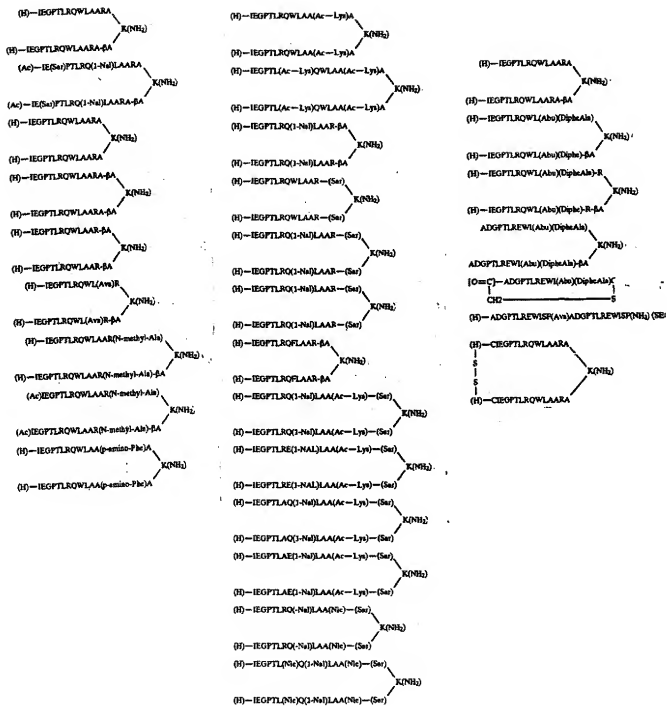 (H)—IEGPTLRQWLAARA
K(NH2)
(H)—IEGPTLRQWLAARA-βA
(Ac)-IE(Sar)PTLRQ(1-Nal)LAARA
K(NH2)
(Ac)-IE(Sar)PTLRQ(1-Nal)LAARA-βA
(H)—IEGPTLRQWLAARA
K(NH2)
(H)—IEGPTLRQWLAARA
(H)—IEGPTLRQWLAARA-βA
K(NH2)
(H)—IEGPTLRQWLAARA-βA
(H)—IEGPTLRQWLAAR-βA
K(NH2)
(H)—IEGPTLRQWLAAR-βA
(H)—IEGPTLRQWL(Ava)R
K(NH2)
(H)—IEGPTLRQWL(Ava)R-βA
(H)—IEGPTLRQWLAAR(N-methyl-Ala)
K(NH2)
(H)—IEGPTLRQWLAAR(N-methyl-Ala)-βA
(Ac)IEGPTLRQWLAAR(N-methyl-Ala)
K(NH2)
(Ac)IEGPTLRQWLAAR(N-methyl-Ala)-βA
(H)—IEGPTLRQWLAA(p-amino-Phe)A
K(NH2)
(H)—IEGPTLRQWLAA(p-amino-Phe)A
(H)—IEGPTLRQWLAA(Ac—Lys)A
K(NH2)
(H)—IEGPTLRQWLAA(Ac—Lys)A
(H)—IEGPTL(Ac—Lys)QWLAA(Ac—Lys)A
K(NH2)
(H)—IEGPTL(Ac—Lys)QWLAA(Ac—Lys)A
(H)—IEGPTLRQ(1-Nal)LAAR-βA
K(NH2)
(H)—IEGPTLRQ(1-Nal)LAAR-βA
(H)—IEGPTLRQWLAAR—(Sar)
K(NH2)
(H)—IEGPTLRQWLAAR—(Sar)
(H)—IEGPTLRQ(1-Nal)LAAR—(Sar)
K(NH2)
(H)—IEGPTLRQ(1-Nal)LAAR—(Sar)
(H)—IEGPTLRQ(1-Nal)LAAR—(Sar)
K(NH2)
(H)—IEGPTLRQ(1-Nal)LAAR—(Sar)
(H)—IEGPTLRQFLAAR-βA
K(NH2)
(H)—IEGPTLRQFLAAR-βA
(H)—IEGPTLRQ(1-Nal)LAA(Ac—Lys)—(Sar)
K(NH2)
(H)—IEGPTLRQ(1-Nal)LAA(Ac—Lys)—(Sar)
(H)—IEGPTLRE(1-NAL)LAA(Ac—Lys)—(Sar)
K(NH2)
(H)—IEGPTLRE(1-NAL)LAA(Ac—Lys)—(Sar)
(H)—IEGPTLAQ(1-Nal)LAA(Ac—Lys)—(Sar)
K(NH2)
(H)—IEGPTLAQ(1-Nal)LAA(Ac—Lys)—(Sar)
(H)—IEGPTLAE(1-Nal)LAA(Ac—Lys)—(Sar)
K(NH2)
(H)—IEGPTLAE(1-Nal)LAA(Ac—Lys)—(Sar)
(H)—IEGPTLRQ(-Nal)LAA(Nic)—(Sar)
K(NH2)
(H)—IEGPTLRQ(-Nal)LAA(Nic)—(Sar)
(H)—IEGPTL(Nic)Q(1-Nal)LAA(Nic)—(Sar)
K(NH2)
(H)—IEGPTL(Nic)Q(1-Nal)LAA(Nic)—(Sar)
(H)—IEGPTLRQWLAARA
K(NH2)
(H)—IEGPTLRQWLAARA-βA
(H)—IEGPTLRQWL(Abu)(DipheAla)
K(NH2)
(H)—IEGPTLRQWL(Abu)(Diphe)-βA
(H)—IEGPTLRQWL(Abu)(DipheAla)-R
K(NH2)
(H)—IEGPTLRQWL(Abu)(Diphe)-R-βA
ADGPTLREWI(Abu)(DipheAla)
K(NH2)
ADGPTLREWI(Abu)(DipheAla)-βA
[O=C]—ADGPTLREWI(Abu)(DipheAla)C
CH2 S
(H)—ADGPTLREWISF(Ava)ADGPTLREWISF(NH2)
(H)—CIEGPTLRQWLAARA
S
K(NH2)
S
(H)—CIEGPTLRQWLAARA